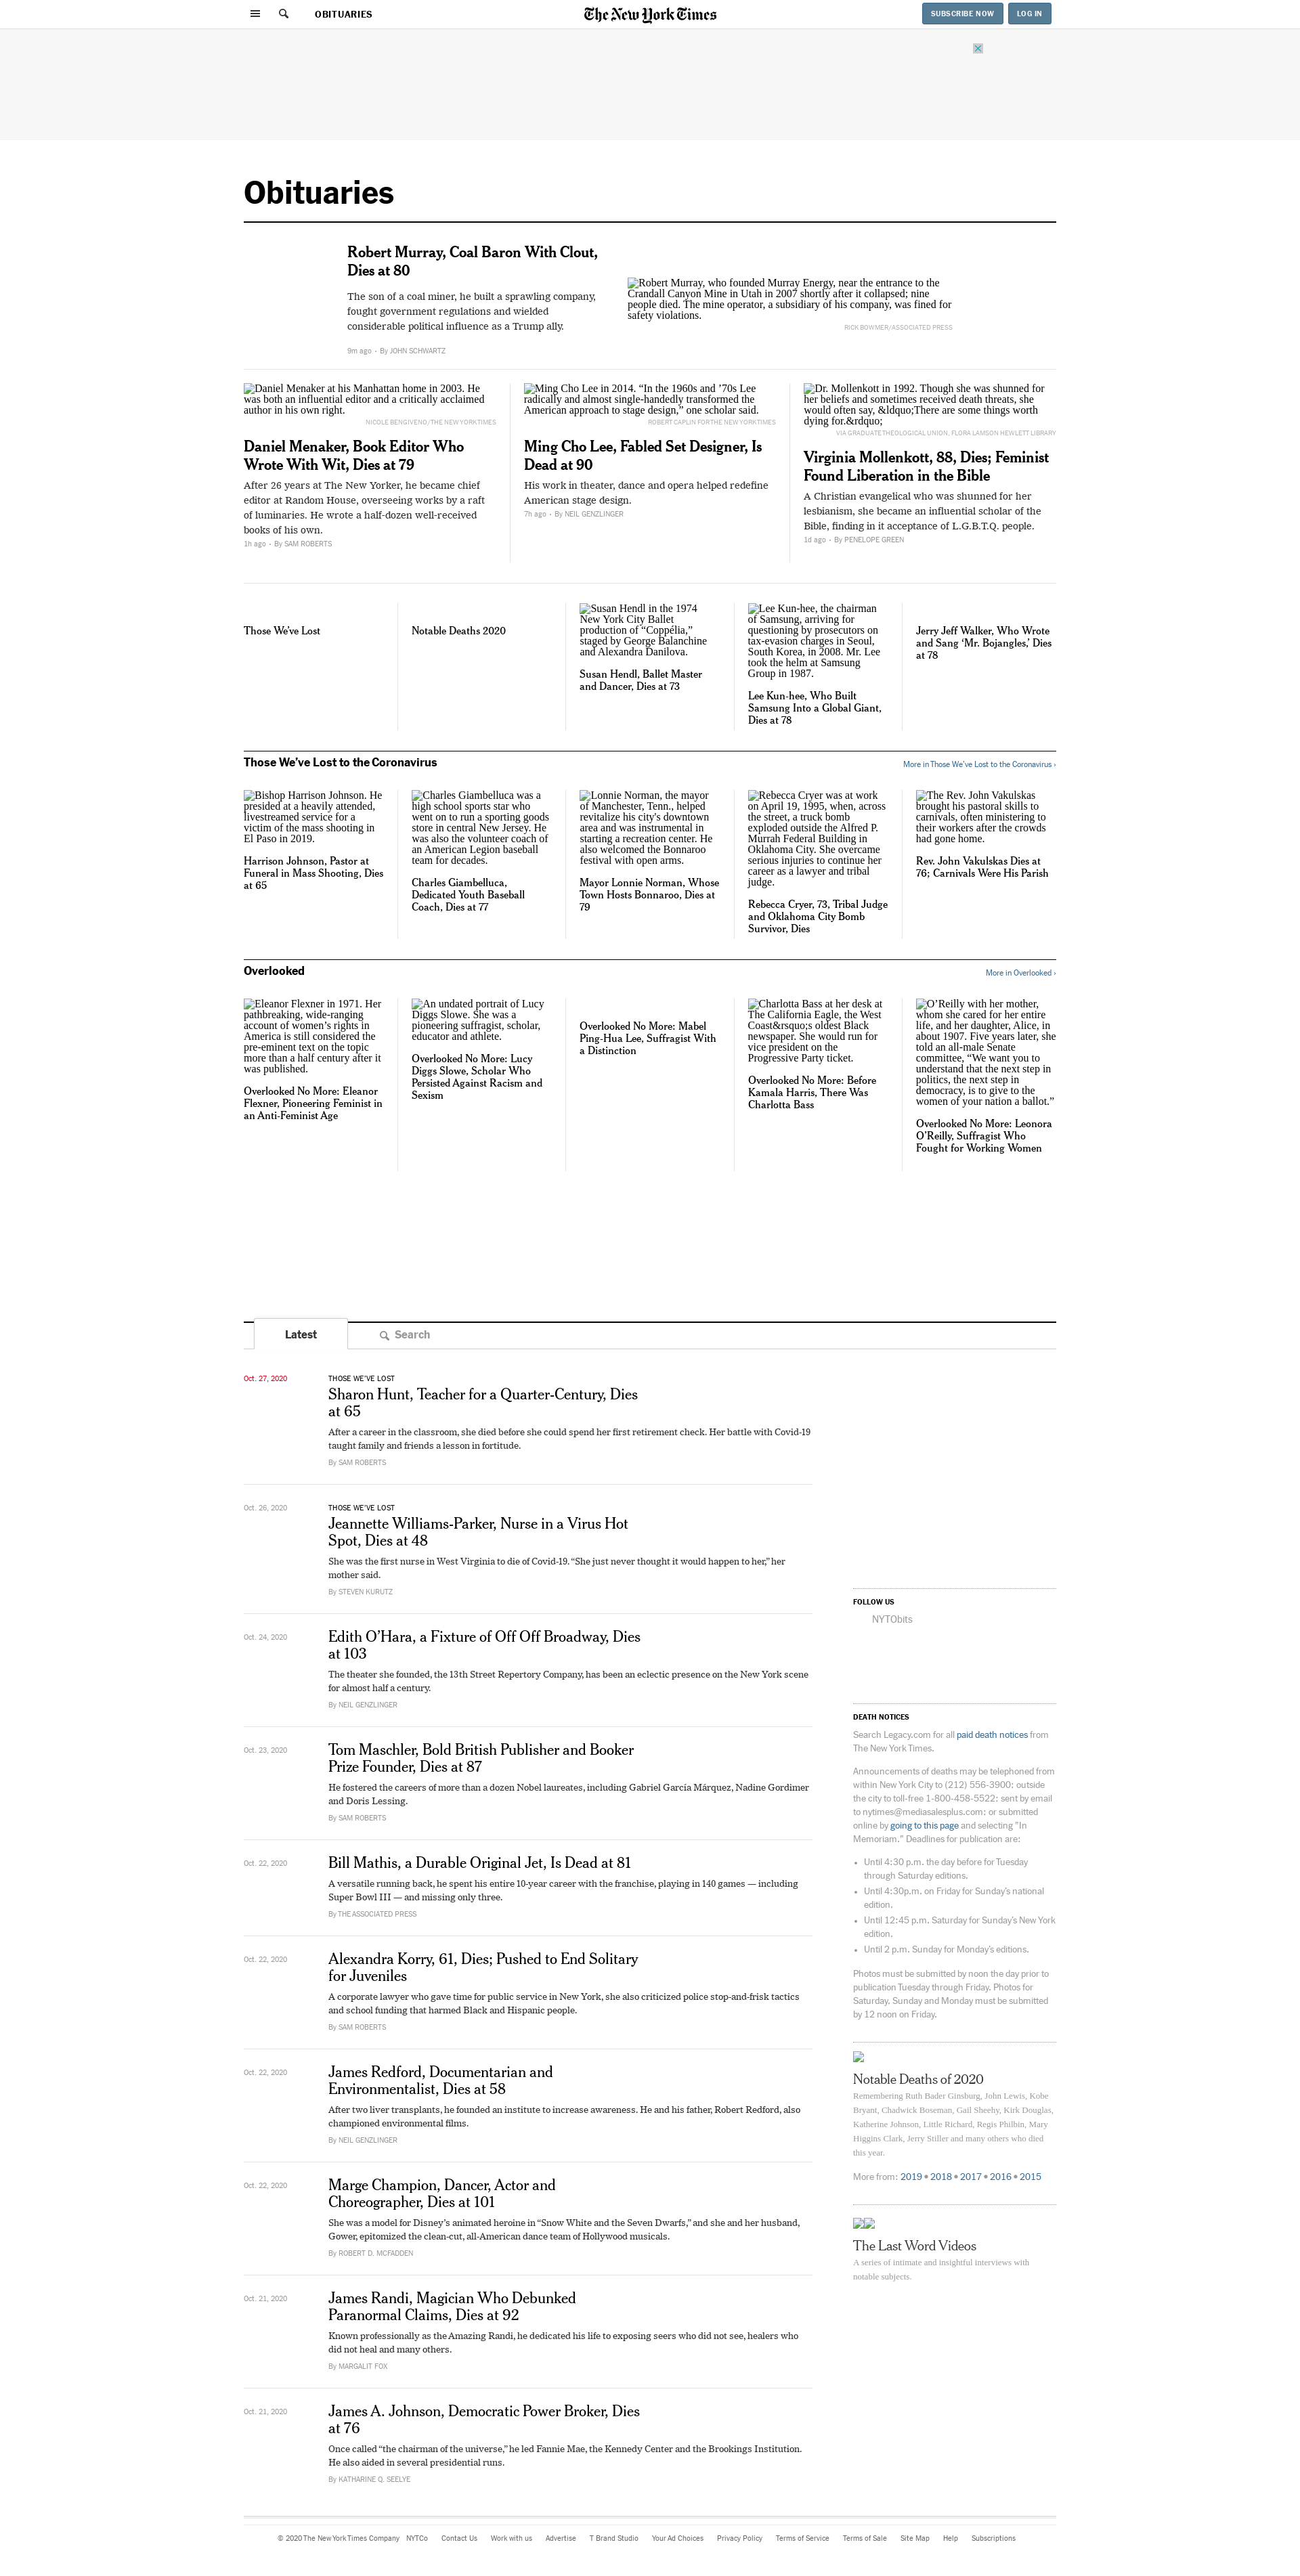 OBITUARIES
The New York Times
SUBSCRIBE NOW
LOG IN
Obituaries
Robert Murray, Coal Baron With Clout,
Dies at 80
The son of a coal miner, he built a sprawling company,
fought government regulations and wielded
considerable political influence as a Trump ally.
9m ago • By JOHN SCHWARTZ
Robert Murray, who founded Murray Energy, near the entrance to the
Crandall Canyon Mine in Utah in 2007 shortly after it collapsed; nine
people died. The mine operator, a subsidiary of his company, was fined for
safety violations.
RICK BOWMER/ASSOCIATED PRESS
Daniel Menaker at his Manhattan home in 2003. He
was both an influential editor and a critically acclaimed
author in his own right.
NICOLE BENGIVENO/THE NEW YORK TIMES
Daniel Menaker, Book Editor Who
Wrote With Wit, Dies at 79
After 26 years at The New Yorker, he became chief
editor at Random House, overseeing works by a raft
of luminaries. He wrote a half-dozen well-received
books of his own.
1h ago • By SAM ROBERTS
Ming Cho Lee in 2014. “In the 1960s and ’70s Lee
radically and almost single-handedly transformed the
American approach to stage design,” one scholar said.
ROBERT CAPLIN FOR THE NEW YORK TIMES
Ming Cho Lee, Fabled Set Designer, Is
Dead at 90
His work in theater, dance and opera helped redefine
American stage design.
7h ago • By NEIL GENZLINGER
Dr. Mollenkott in 1992. Though she was shunned for
her beliefs and sometimes received death threats, she
would often say, &ldquo;There are some things worth
dying for.&rdquo;
VIA GRADUATE THEOLOGICAL UNION, FLORA LAMSON HEWLETT LIBRARY
Virginia Mollenkott, 88, Dies; Feminist
Found Liberation in the Bible
A Christian evangelical who was shunned for her
lesbianism, she became an influential scholar of the
Bible, finding in it acceptance of L.G.B.T.Q. people.
1d ago • By PENELOPE GREEN
Those We’ve Lost
Notable Deaths 2020
Susan Hendl in the 1974
New York City Ballet
production of “Coppélia,”
staged by George Balanchine
and Alexandra Danilova.
Susan Hendl, Ballet Master
and Dancer, Dies at 73
Lee Kun-hee, the chairman
of Samsung, arriving for
questioning by prosecutors on
tax-evasion charges in Seoul,
South Korea, in 2008. Mr. Lee
took the helm at Samsung
Group in 1987.
Lee Kun-hee, Who Built
Samsung Into a Global Giant,
Dies at 78
Jerry Jeff Walker, Who Wrote
and Sang ‘Mr. Bojangles,’ Dies
at 78
Those We’ve Lost to the Coronavirus
More in Those We’ve Lost to the Coronavirus ›
Bishop Harrison Johnson. He
presided at a heavily attended,
livestreamed service for a
victim of the mass shooting in
El Paso in 2019.
Harrison Johnson, Pastor at
Funeral in Mass Shooting, Dies
at 65
Charles Giambelluca was a
high school sports star who
went on to run a sporting goods
store in central New Jersey. He
was also the volunteer coach of
an American Legion baseball
team for decades.
Charles Giambelluca,
Dedicated Youth Baseball
Coach, Dies at 77
Lonnie Norman, the mayor
of Manchester, Tenn., helped
revitalize his city's downtown
area and was instrumental in
starting a recreation center. He
also welcomed the Bonnaroo
festival with open arms.
Mayor Lonnie Norman, Whose
Town Hosts Bonnaroo, Dies at
79
Rebecca Cryer was at work
on April 19, 1995, when, across
the street, a truck bomb
exploded outside the Alfred P.
Murrah Federal Building in
Oklahoma City. She overcame
serious injuries to continue her
career as a lawyer and tribal
judge.
Rebecca Cryer, 73, Tribal Judge
and Oklahoma City Bomb
Survivor, Dies
The Rev. John Vakulskas
brought his pastoral skills to
carnivals, often ministering to
their workers after the crowds
had gone home.
Rev. John Vakulskas Dies at
76; Carnivals Were His Parish
Overlooked
More in Overlooked ›
Eleanor Flexner in 1971. Her
pathbreaking, wide-ranging
account of women’s rights in
America is still considered the
pre-eminent text on the topic
more than a half century after it
was published.
Overlooked No More: Eleanor
Flexner, Pioneering Feminist in
an Anti-Feminist Age
An undated portrait of Lucy
Diggs Slowe. She was a
pioneering suffragist, scholar,
educator and athlete.
Overlooked No More: Lucy
Diggs Slowe, Scholar Who
Persisted Against Racism and
Sexism
Overlooked No More: Mabel
Ping-Hua Lee, Suffragist With
a Distinction
Charlotta Bass at her desk at
The California Eagle, the West
Coast&rsquo;s oldest Black
newspaper. She would run for
vice president on the
Progressive Party ticket.
Overlooked No More: Before
Kamala Harris, There Was
Charlotta Bass
O’Reilly with her mother,
whom she cared for her entire
life, and her daughter, Alice, in
about 1907. Five years later, she
told an all-male Senate
committee, “We want you to
understand that the next step in
politics, the next step in
democracy, is to give to the
women of your nation a ballot.”
Overlooked No More: Leonora
O’Reilly, Suffragist Who
Fought for Working Women
Latest
Search
Oct. 27, 2020
THOSE WE’VE LOST
Sharon Hunt, Teacher for a Quarter-Century, Dies
at 65
After a career in the classroom, she died before she could spend her first retirement check. Her battle with Covid-19
taught family and friends a lesson in fortitude.
By SAM ROBERTS
Oct. 26, 2020
THOSE WE’VE LOST
Jeannette Williams-Parker, Nurse in a Virus Hot
Spot, Dies at 48
She was the first nurse in West Virginia to die of Covid-19. “She just never thought it would happen to her,” her
mother said.
By STEVEN KURUTZ
Oct. 24, 2020
Edith O’Hara, a Fixture of Off Off Broadway, Dies
at 103
The theater she founded, the 13th Street Repertory Company, has been an eclectic presence on the New York scene
for almost half a century.
By NEIL GENZLINGER
Oct. 23, 2020
Tom Maschler, Bold British Publisher and Booker
Prize Founder, Dies at 87
He fostered the careers of more than a dozen Nobel laureates, including Gabriel García Márquez, Nadine Gordimer
and Doris Lessing.
By SAM ROBERTS
Oct. 22, 2020
Bill Mathis, a Durable Original Jet, Is Dead at 81
A versatile running back, he spent his entire 10-year career with the franchise, playing in 140 games — including
Super Bowl III — and missing only three.
By THE ASSOCIATED PRESS
Oct. 22, 2020
Alexandra Korry, 61, Dies; Pushed to End Solitary
for Juveniles
A corporate lawyer who gave time for public service in New York, she also criticized police stop-and-frisk tactics
and school funding that harmed Black and Hispanic people.
By SAM ROBERTS
Oct. 22, 2020
James Redford, Documentarian and
Environmentalist, Dies at 58
After two liver transplants, he founded an institute to increase awareness. He and his father, Robert Redford, also
championed environmental films.
By NEIL GENZLINGER
Oct. 22, 2020
Marge Champion, Dancer, Actor and
Choreographer, Dies at 101
She was a model for Disney’s animated heroine in “Snow White and the Seven Dwarfs,” and she and her husband,
Gower, epitomized the clean-cut, all-American dance team of Hollywood musicals.
By ROBERT D. MCFADDEN
Oct. 21, 2020
James Randi, Magician Who Debunked
Paranormal Claims, Dies at 92
Known professionally as the Amazing Randi, he dedicated his life to exposing seers who did not see, healers who
did not heal and many others.
By MARGALIT FOX
Oct. 21, 2020
James A. Johnson, Democratic Power Broker, Dies
at 76
Once called “the chairman of the universe,” he led Fannie Mae, the Kennedy Center and the Brookings Institution.
He also aided in several presidential runs.
By KATHARINE Q. SEELYE
FOLLOW US
NYTObits
DEATH NOTICES
Search Legacy.com for all paid death notices from
The New York Times.
Announcements of deaths may be telephoned from
within New York City to (212) 556-3900; outside
the city to toll-free 1-800-458-5522; sent by email
to nytimes@mediasalesplus.com; or submitted
online by going to this page and selecting "In
Memoriam." Deadlines for publication are:
• Until 4:30 p.m. the day before for Tuesday
through Saturday editions.
• Until 4:30p.m. on Friday for Sunday’s national
edition.
• Until 12:45 p.m. Saturday for Sunday’s New York
edition.
• Until 2 p.m. Sunday for Monday’s editions.
Photos must be submitted by noon the day prior to
publication Tuesday through Friday. Photos for
Saturday, Sunday and Monday must be submitted
by 12 noon on Friday.
Notable Deaths of 2020
Remembering Ruth Bader Ginsburg, John Lewis, Kobe
Bryant, Chadwick Boseman, Gail Sheehy, Kirk Douglas,
Katherine Johnson, Little Richard, Regis Philbin, Mary
Higgins Clark, Jerry Stiller and many others who died
this year.
More from: 2019 • 2018 • 2017 • 2016 • 2015
The Last Word Videos
A series of intimate and insightful interviews with
notable subjects.
© 2020 The New York Times Company NYTCo Contact Us Work with us Advertise T Brand Studio Your Ad Choices Privacy Policy Terms of Service Terms of Sale Site Map Help Subscriptions